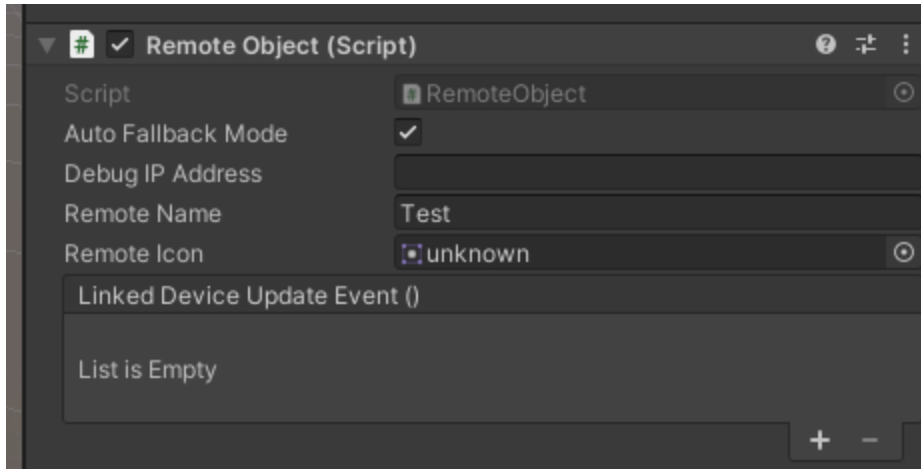 Remote Object (Script)
Script RemoteObject
Auto Fallback Mode
Debug IP Address
Remote Name Test
Remote Icon unknown
Linked Device Update Event ()
List is Empty